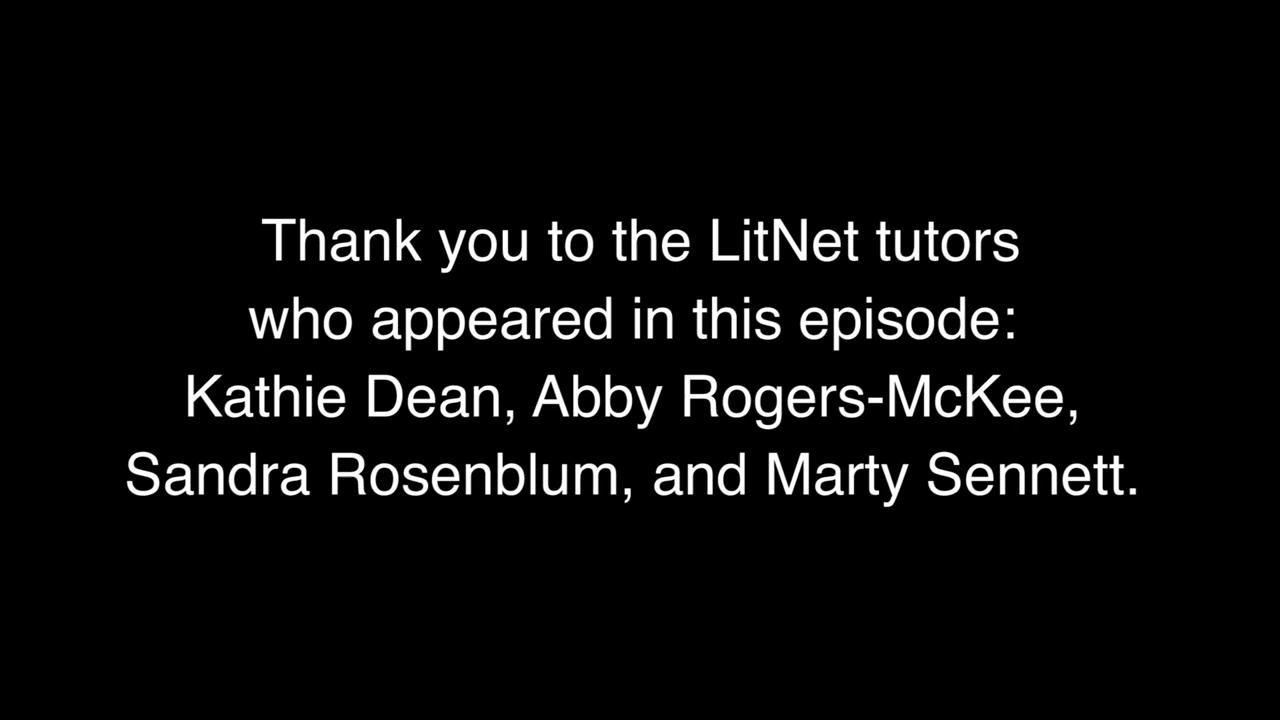 Thank you to the LitNet tutors
who appeared in this episode:
Kathie Dean, Abby Rogers-McKee,
Sandra Rosenblum, and Marty Sennett.